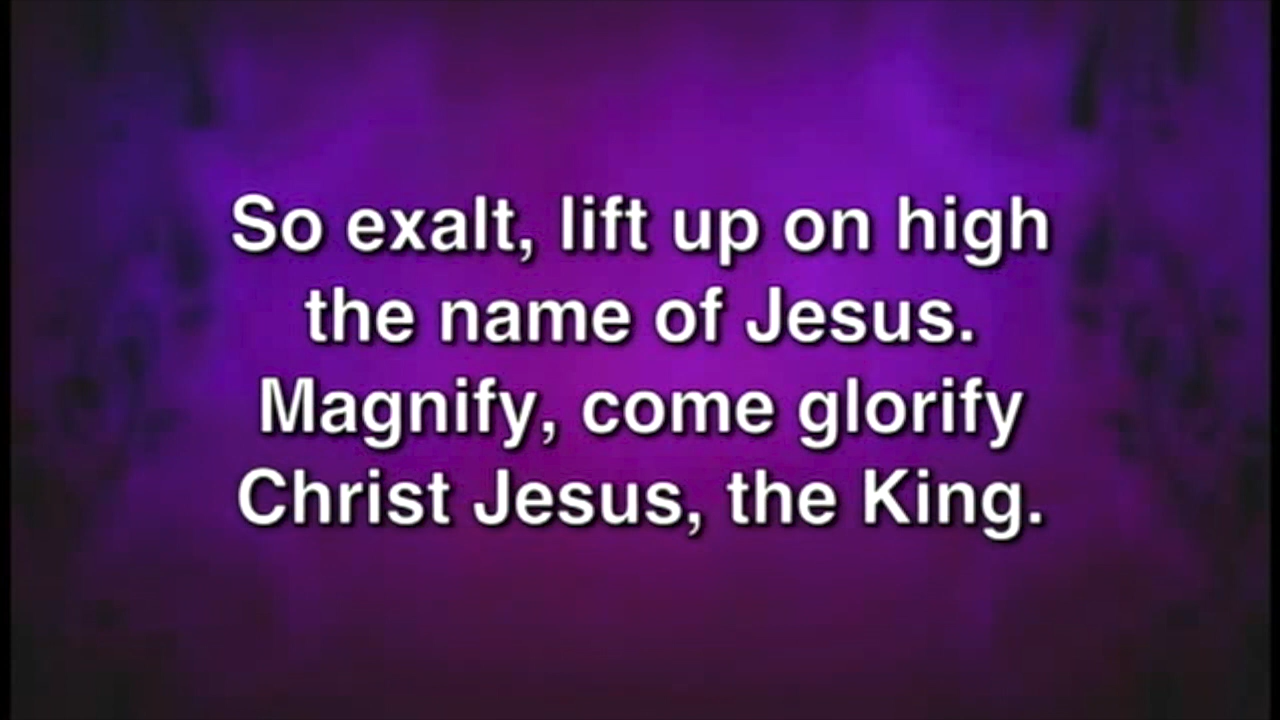 So exalt, lift up on high
the name of Jesus.
Magnify, come glorify
Christ Jesus, the King.